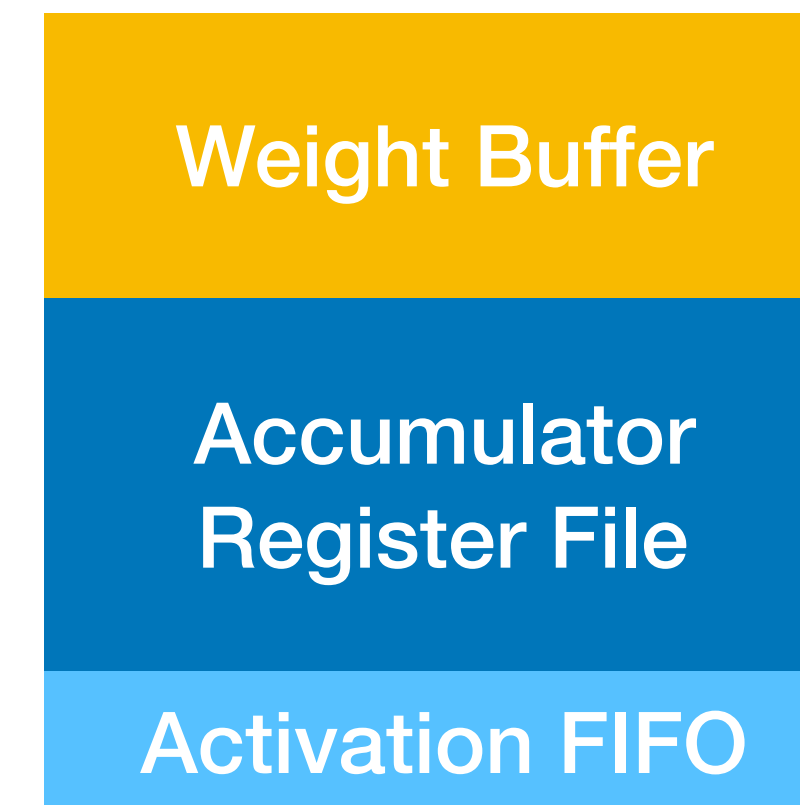 Weight Buffer
Accumulator
Register File
Activation FIFO